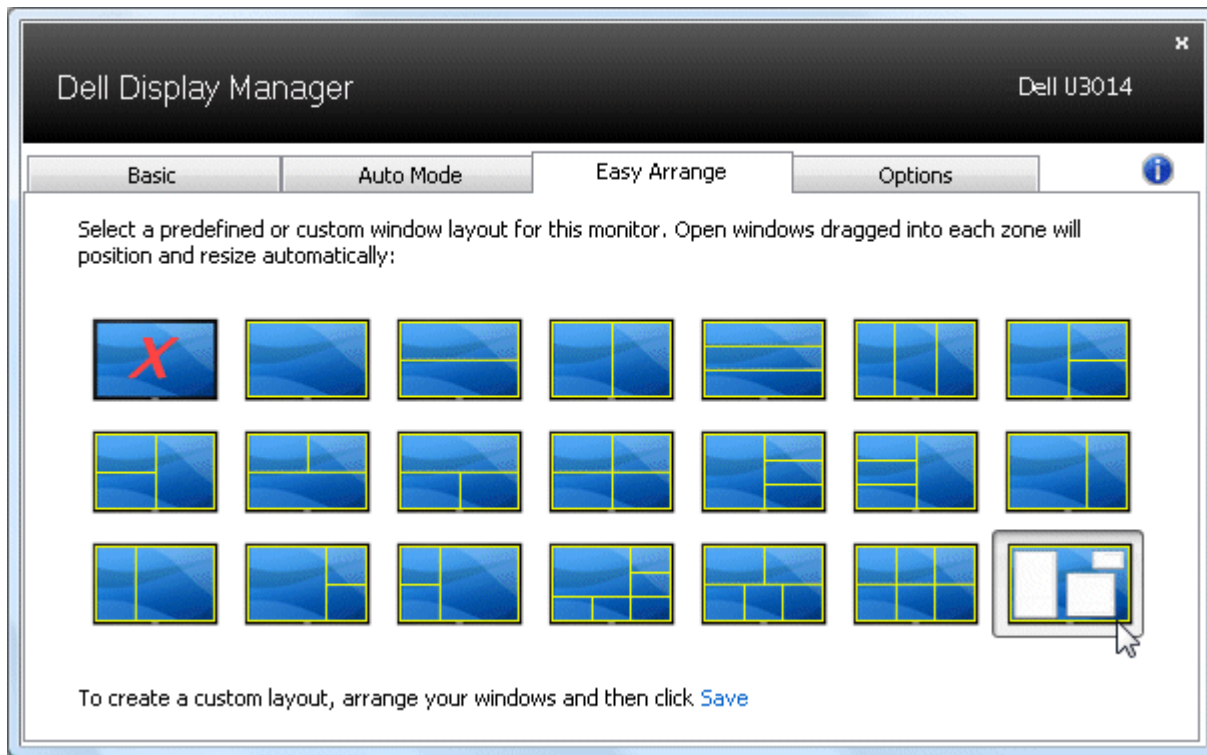 Dell Display Manager
Dell U3014
Basic
Auto Mode
Easy Arrange
Options
Select a predefined or custom window layout for this monitor. Open windows dragged into each zone will
position and resize automatically:
To create a custom layout, arrange your windows and then click Save